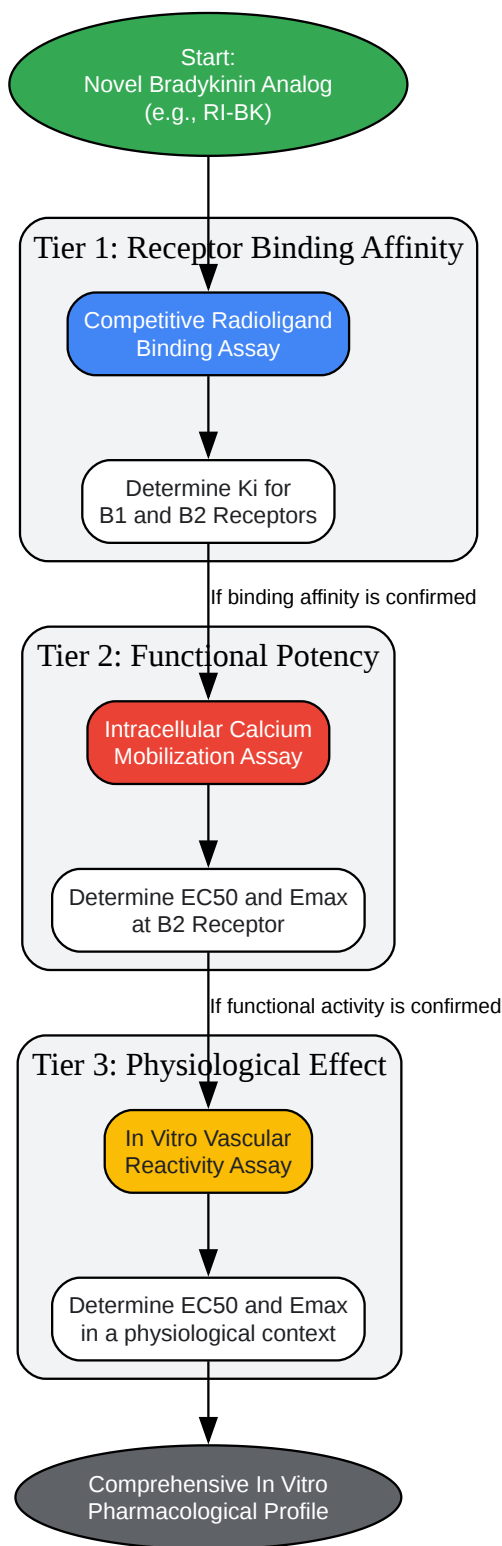 Start:
Novel Bradykinin Analog
(e.g., RI-BK)
Tier 1: Receptor Binding Affinity
Competitive Radioligand
Binding Assay
Determine Ki for
B1 and B2 Receptors
If binding affinity is confirmed
Tier 2: Functional Potency
Intracellular Calcium
Mobilization Assay
Determine EC50 and Emax
at B2 Receptor
If functional activity is confirmed
Tier 3: Physiological Effect
In Vitro Vascular
Reactivity Assay
Determine EC50 and Emax
in a physiological context
Comprehensive In Vitro
Pharmacological Profile